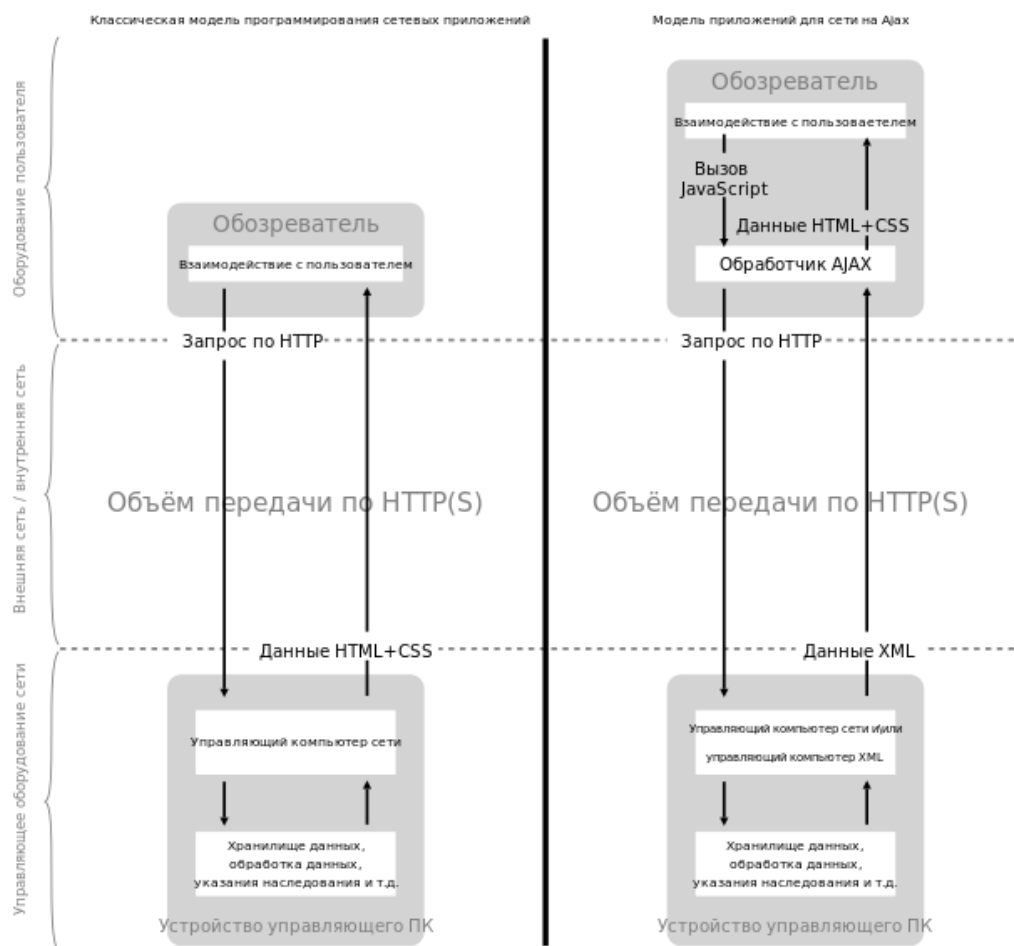 Классическая модель программирования сетевых приложений
Модель приложений для сети на Ajax
Оборудование пользователя
Внешняя сеть / внутренняя сеть
Управляющее оборудование сети
Обозреватель
Взаимодействие с пользователем
Запрос по HTTP
Объём передачи по HTTP(S)
Данные HTML+CSS
Управляющий компьютер сети
Хранилище данных,
обработка данных,
указания наследования и т.д.
Устройство управляющего ПК
Обозреватель
Взаимодействие с пользоваетелем
Вызов
JavaScript
Данные HTML+CSS
Обработчик AJAX
Запрос по HTTP
Объём передачи по HTTP(S)
Данные XML
Управляющий компьютер сети и\или
управляющий компьютер XML
Хранилище данных,
обработка данных,
указания наследования и т.д.
Устройство управляющего ПК